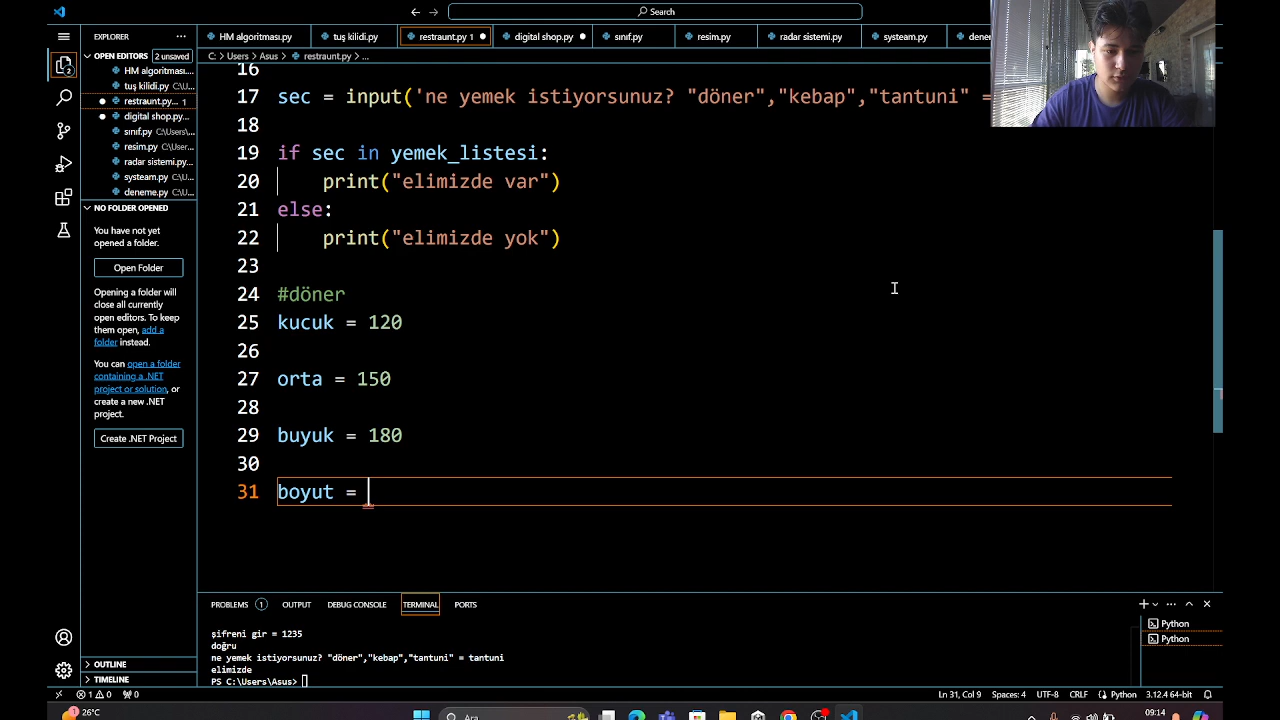 Search
EXPLORER
HM algoritması.py
tuş kilidi.py
restraunt.py 1
digital shop.py
sınıf.py
resim.py
radar sistemi.py
systeam.py
OPEN EDITORS 2 unsaved
C: > Users > Asus > restraunt.py > ...
HM algoritması....
tuş kilidi.py C:\U...
restraunt.py... 1
digital shop.py...
sınıf.py C:\Users\...
resim.py C:\Users...
radar sistemi.py...
systeam.py C:\U...
deneme.py C:\U...
NO FOLDER OPENED
You have not yet
opened a folder.
Open Folder
Opening a folder will
close all currently
open editors. To keep
them open, add a
folder instead.
You can open a folder
containing a .NET
project or solution, or
create a new .NET
project.
Create .NET Project
OUTLINE
TIMELINE
16
17 sec = input('ne yemek istiyorsunuz? "döner","kebap","tantuni" =
18
19 if sec in yemek_listesi:
20 print("elimizde var")
21 else:
22 print("elimizde yok")
23
24 #döner
25 kucuk = 120
26
27 orta = 150
28
29 buyuk = 180
30
31 boyut =
PROBLEMS 1 OUTPUT DEBUG CONSOLE TERMINAL PORTS
şifreni gir = 1235
doğru
ne yemek istiyorsunuz? "döner","kebap","tantuni" = tantuni
elimizde
PS C:\Users\Asus>
Python
Python
1 0 0 Ln 31, Col 9 Spaces: 4 UTF-8 CRLF Python 3.12.4 64-bit
26°C
Ara
09:14